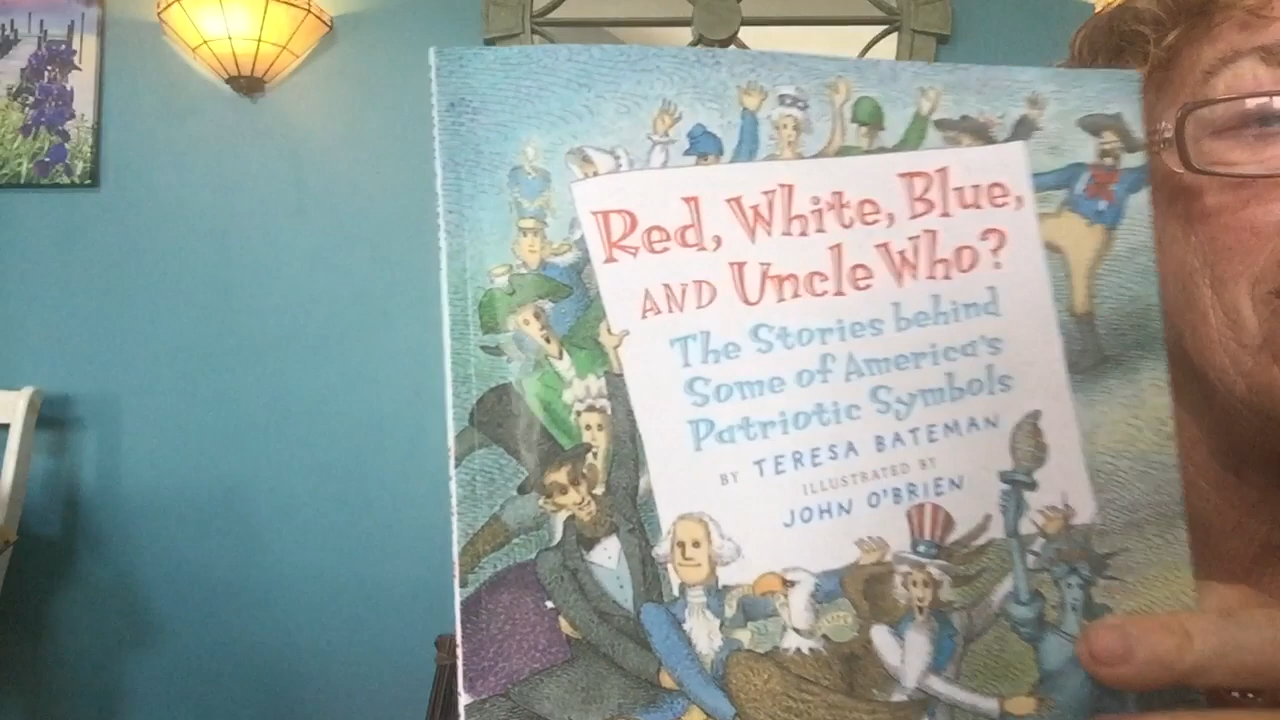 Red, White, Blue,
AND Uncle Who?
The Stories behind
Some of America's
Patriotic Symbols
BY TERESA BATEMAN
ILLUSTRATED BY
JOHN O'BRIEN